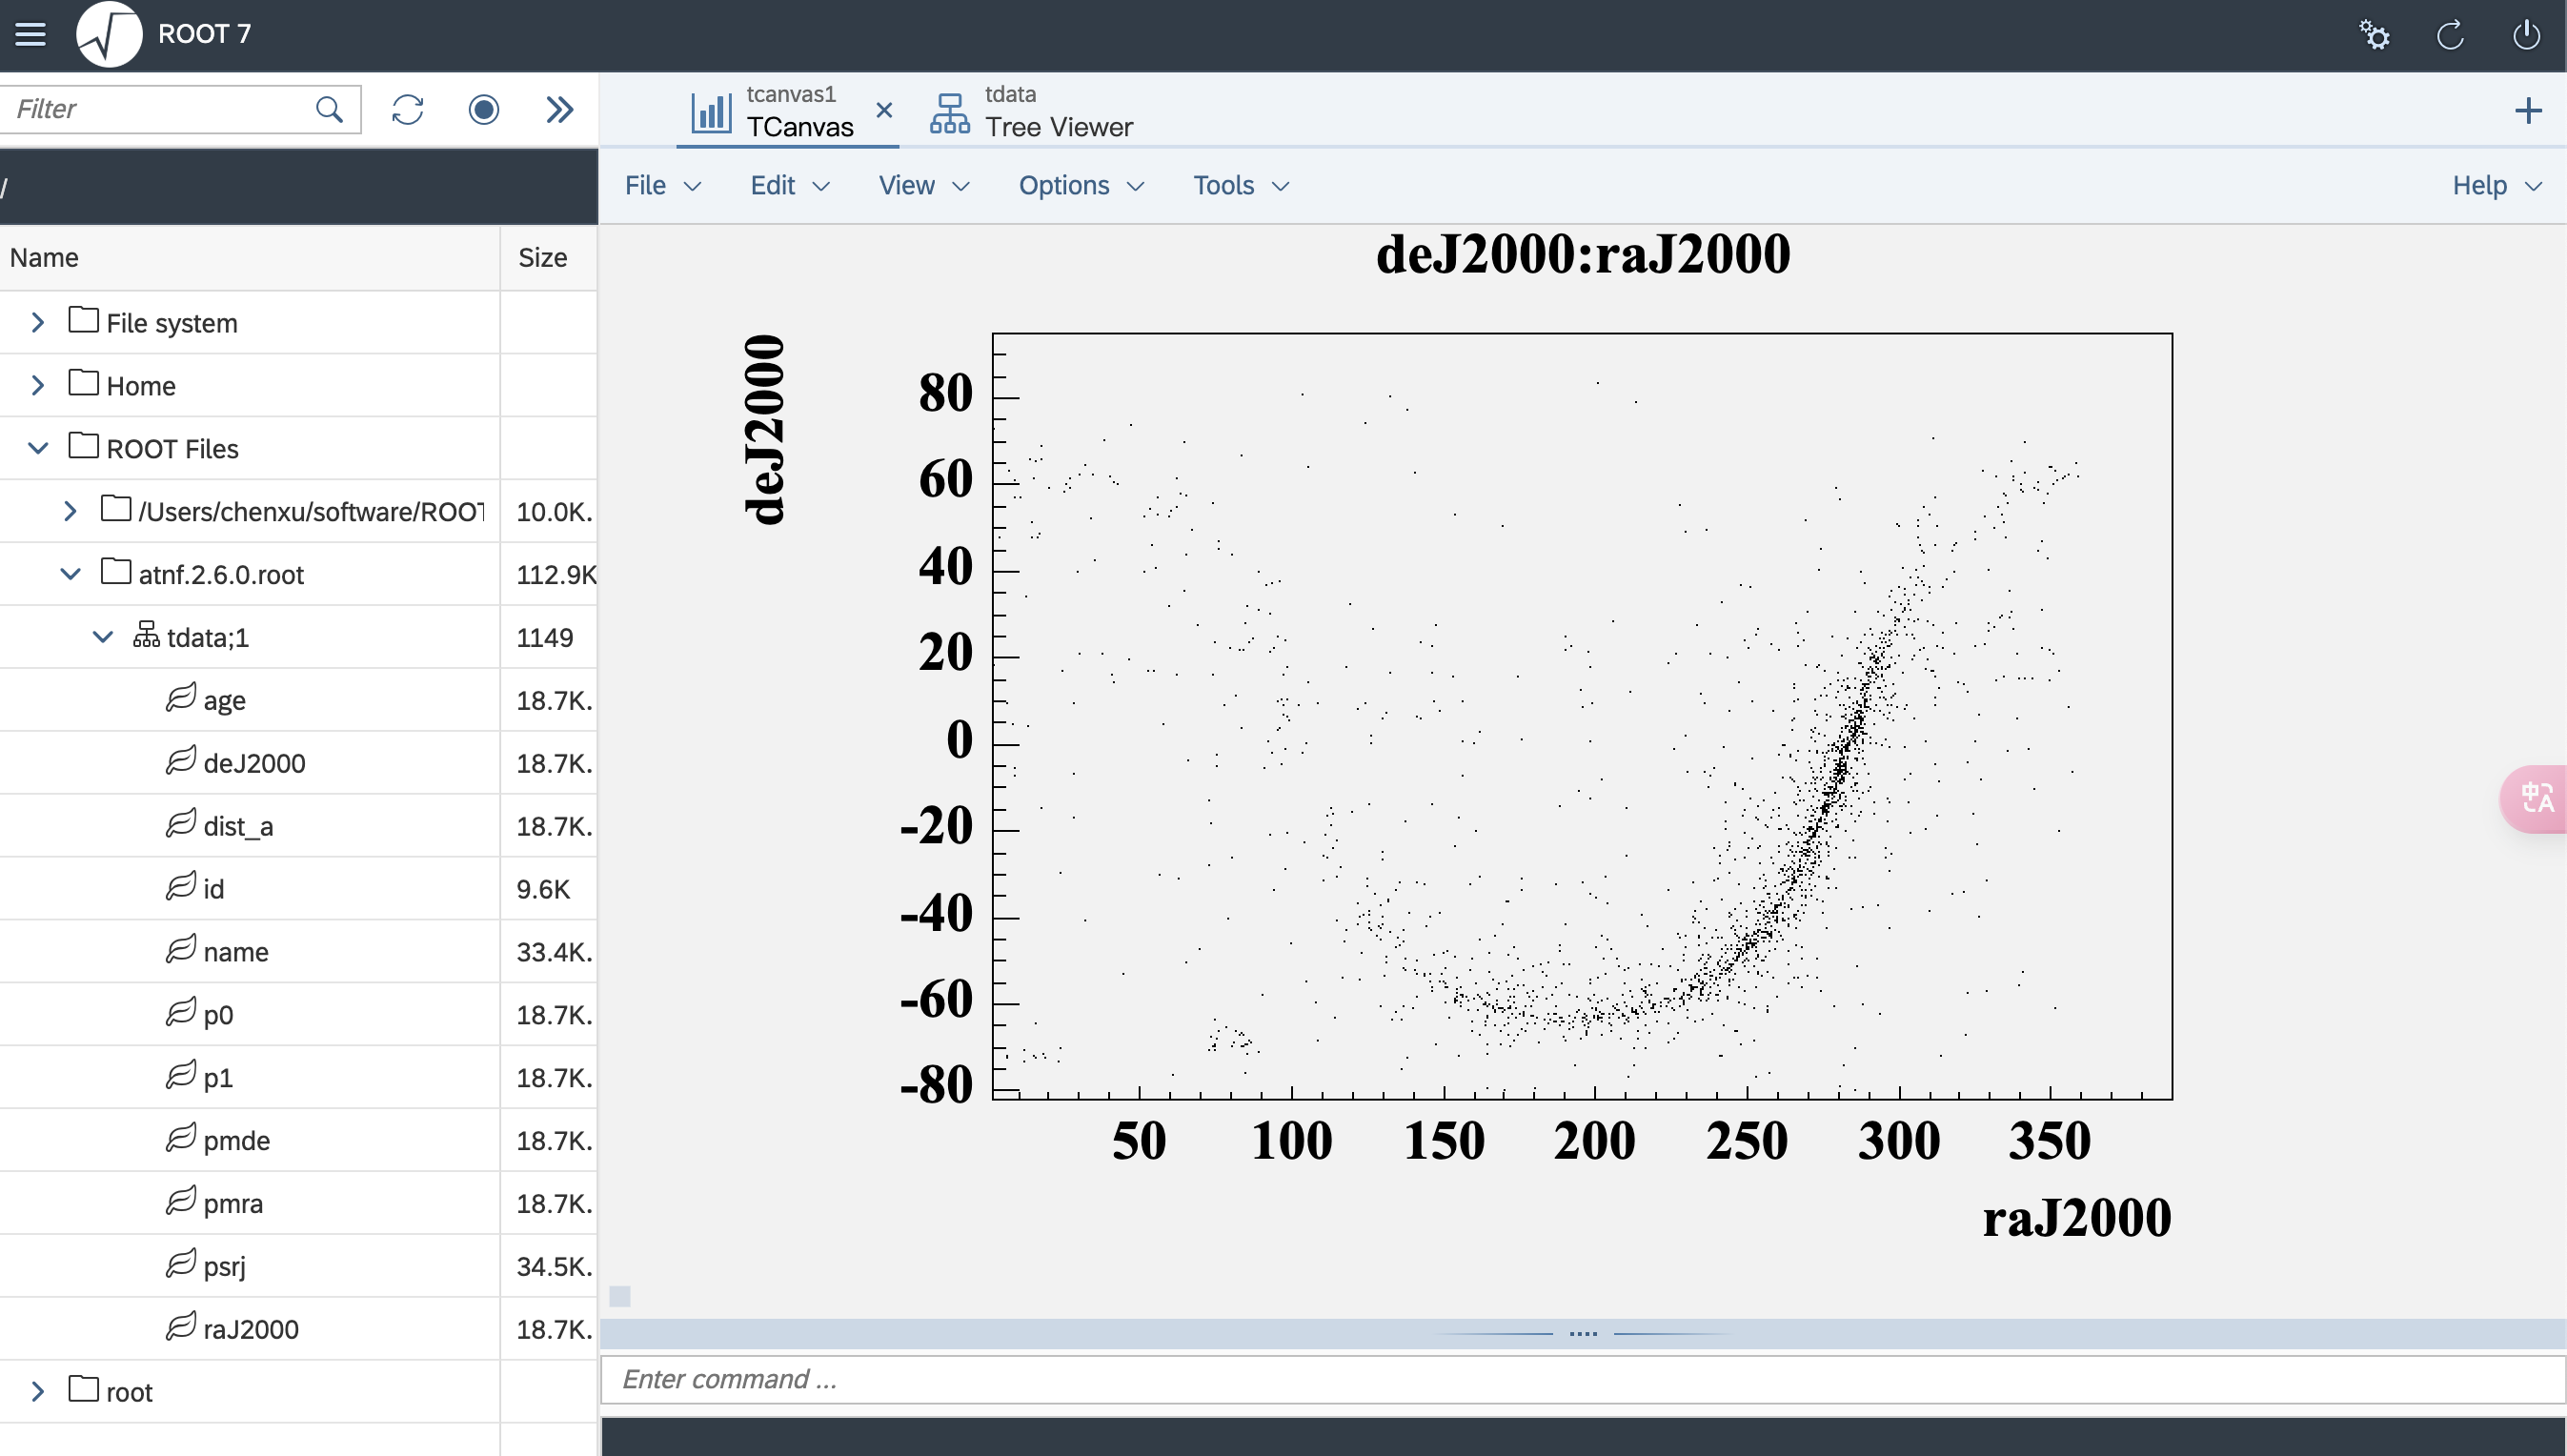 ROOT 7
Filter
tcanvas1
TCanvas
tdata
Tree Viewer
/
File
Edit
View
Options
Tools
Help
Name
Size
File system
Home
ROOT Files
/Users/chenxu/software/ROOT
10.0K.
atnf.2.6.0.root
112.9K
tdata;1
1149
age
18.7K.
deJ2000
18.7K.
dist_a
18.7K.
id
9.6K
name
33.4K.
p0
18.7K.
p1
18.7K.
pmde
18.7K.
pmra
18.7K.
psrj
34.5K.
raJ2000
18.7K.
root
deJ2000:raJ2000
deJ2000
80
60
40
20
0
-20
-40
-60
-80
50
100
150
200
250
300
350
raJ2000
中A
Enter command ...